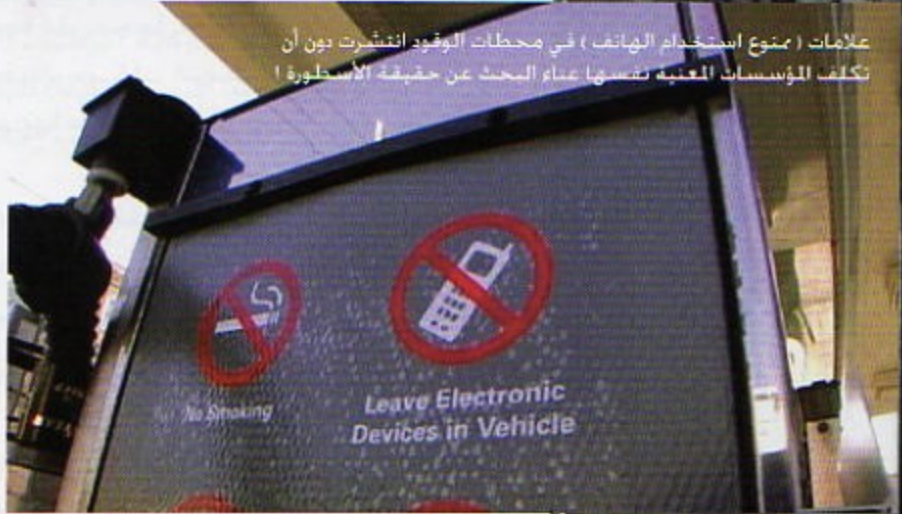 علامات ( ممنوع استخدام الهاتف ) في محطات الوقود انتشرت دون أن
تكلف المؤسسات المعنية نفسها عناء البحث عن حقيقة الأسطورة !
No Smoking
Leave Electronic
Devices in Vehicle